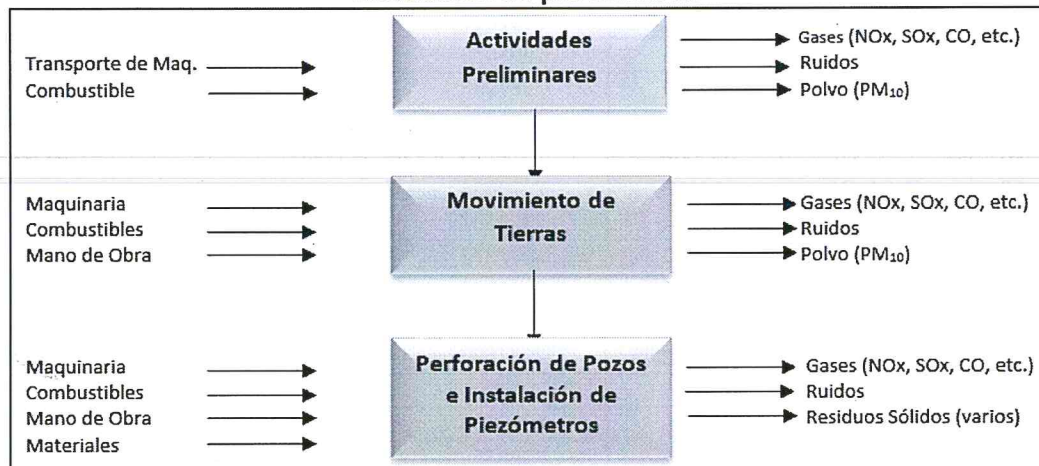 Actividades
Preliminares
Transporte de Maq.
Combustible
Gases (NOx, SOx, CO, etc.)
Ruidos
Polvo (PM₁₀)
Movimiento de
Tierras
Maquinaria
Combustibles
Mano de Obra
Gases (NOx, SOx, CO, etc.)
Ruidos
Polvo (PM₁₀)
Perforación de Pozos
e Instalación de
Piezómetros
Maquinaria
Combustibles
Mano de Obra
Materiales
Gases (NOx, SOx, CO, etc.)
Ruidos
Residuos Sólidos (varios)